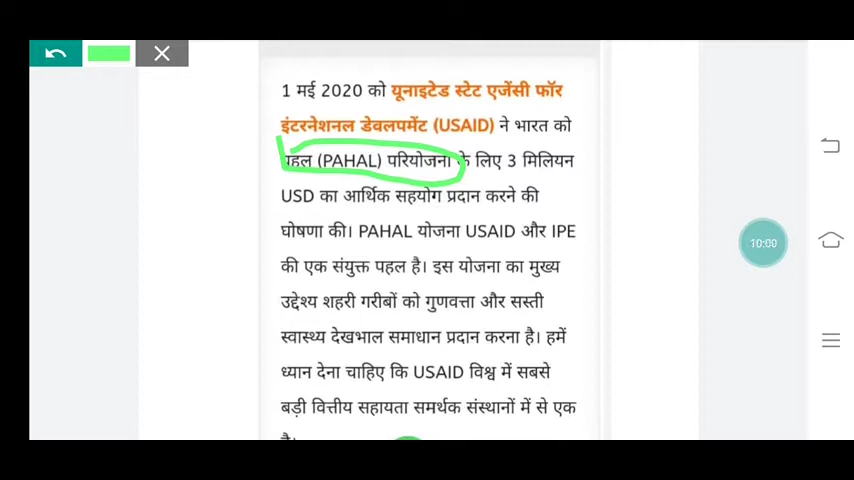 1 मई 2020 को यूनाइटेड स्टेट एजेंसी फॉर
इंटरनेशनल डेवलपमेंट (USAID) ने भारत को
पहल (PAHAL) परियोजना के लिए 3 मिलियन
USD का आर्थिक सहयोग प्रदान करने की
घोषणा की। PAHAL योजना USAID और IPE
की एक संयुक्त पहल है। इस योजना का मुख्य
उद्देश्य शहरी गरीबों को गुणवत्ता और सस्ती
स्वास्थ्य देखभाल समाधान प्रदान करना है। हमें
ध्यान देना चाहिए कि USAID विश्व में सबसे
बड़ी वित्तीय सहायता समर्थक संस्थानों में से एक
है।
10:00